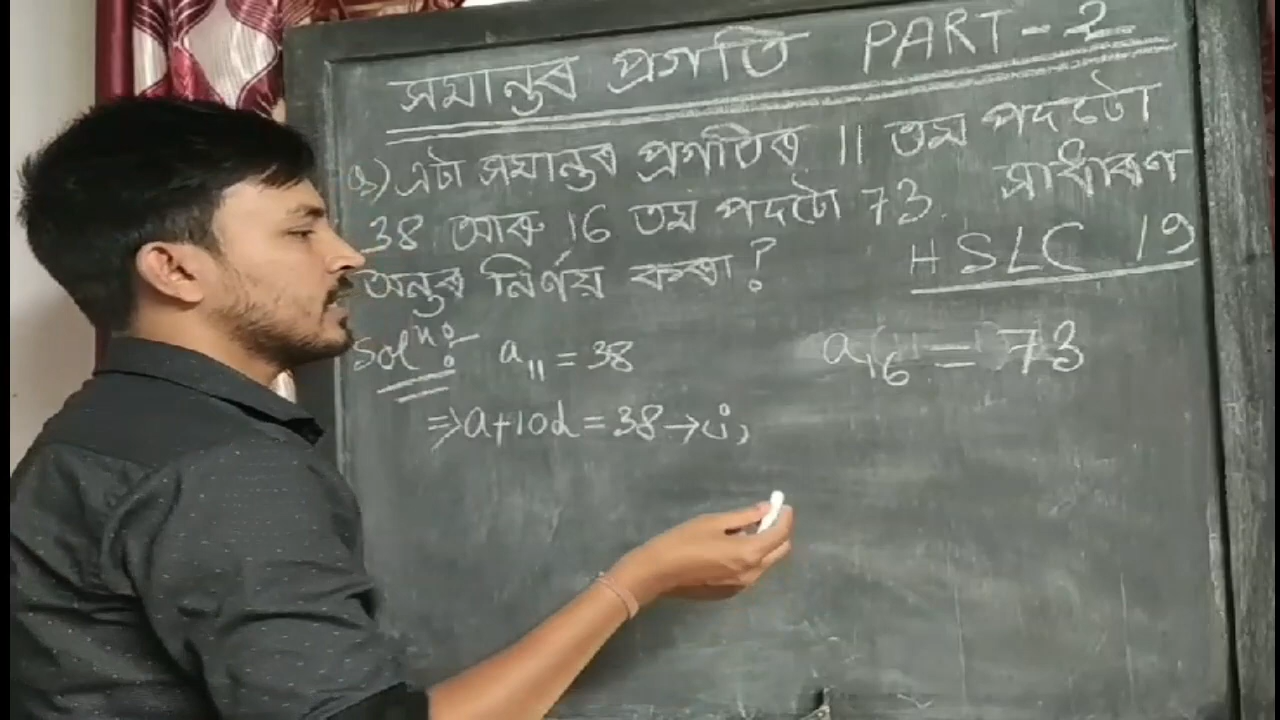 সমান্তৰ প্ৰগতি PART-2
Q) এটা সমান্তৰ প্ৰগতিৰ 11 তম পদটো
38 আৰু 16 তম পদটো 73. সাধাৰণ
অন্তৰ নিৰ্ণয় কৰা? HSLC 19
Solⁿ:- a₁₁ = 38 a₁₆ = 73
⇒ a+10d = 38 → i,